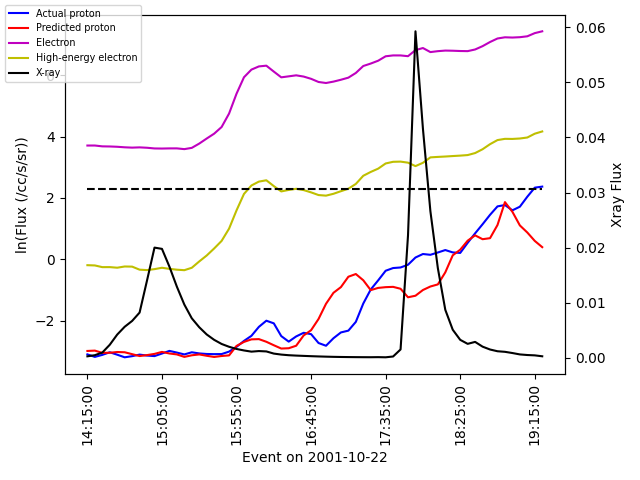 Actual proton
Predicted proton
Electron
High-energy electron
X-ray
6
4
2
0
−2
ln(Flux (/cc/s/sr))
0.06
0.05
0.04
0.03
0.02
0.01
0.00
Xray Flux
14:15:00
15:05:00
15:55:00
16:45:00
17:35:00
18:25:00
19:15:00
Event on 2001-10-22